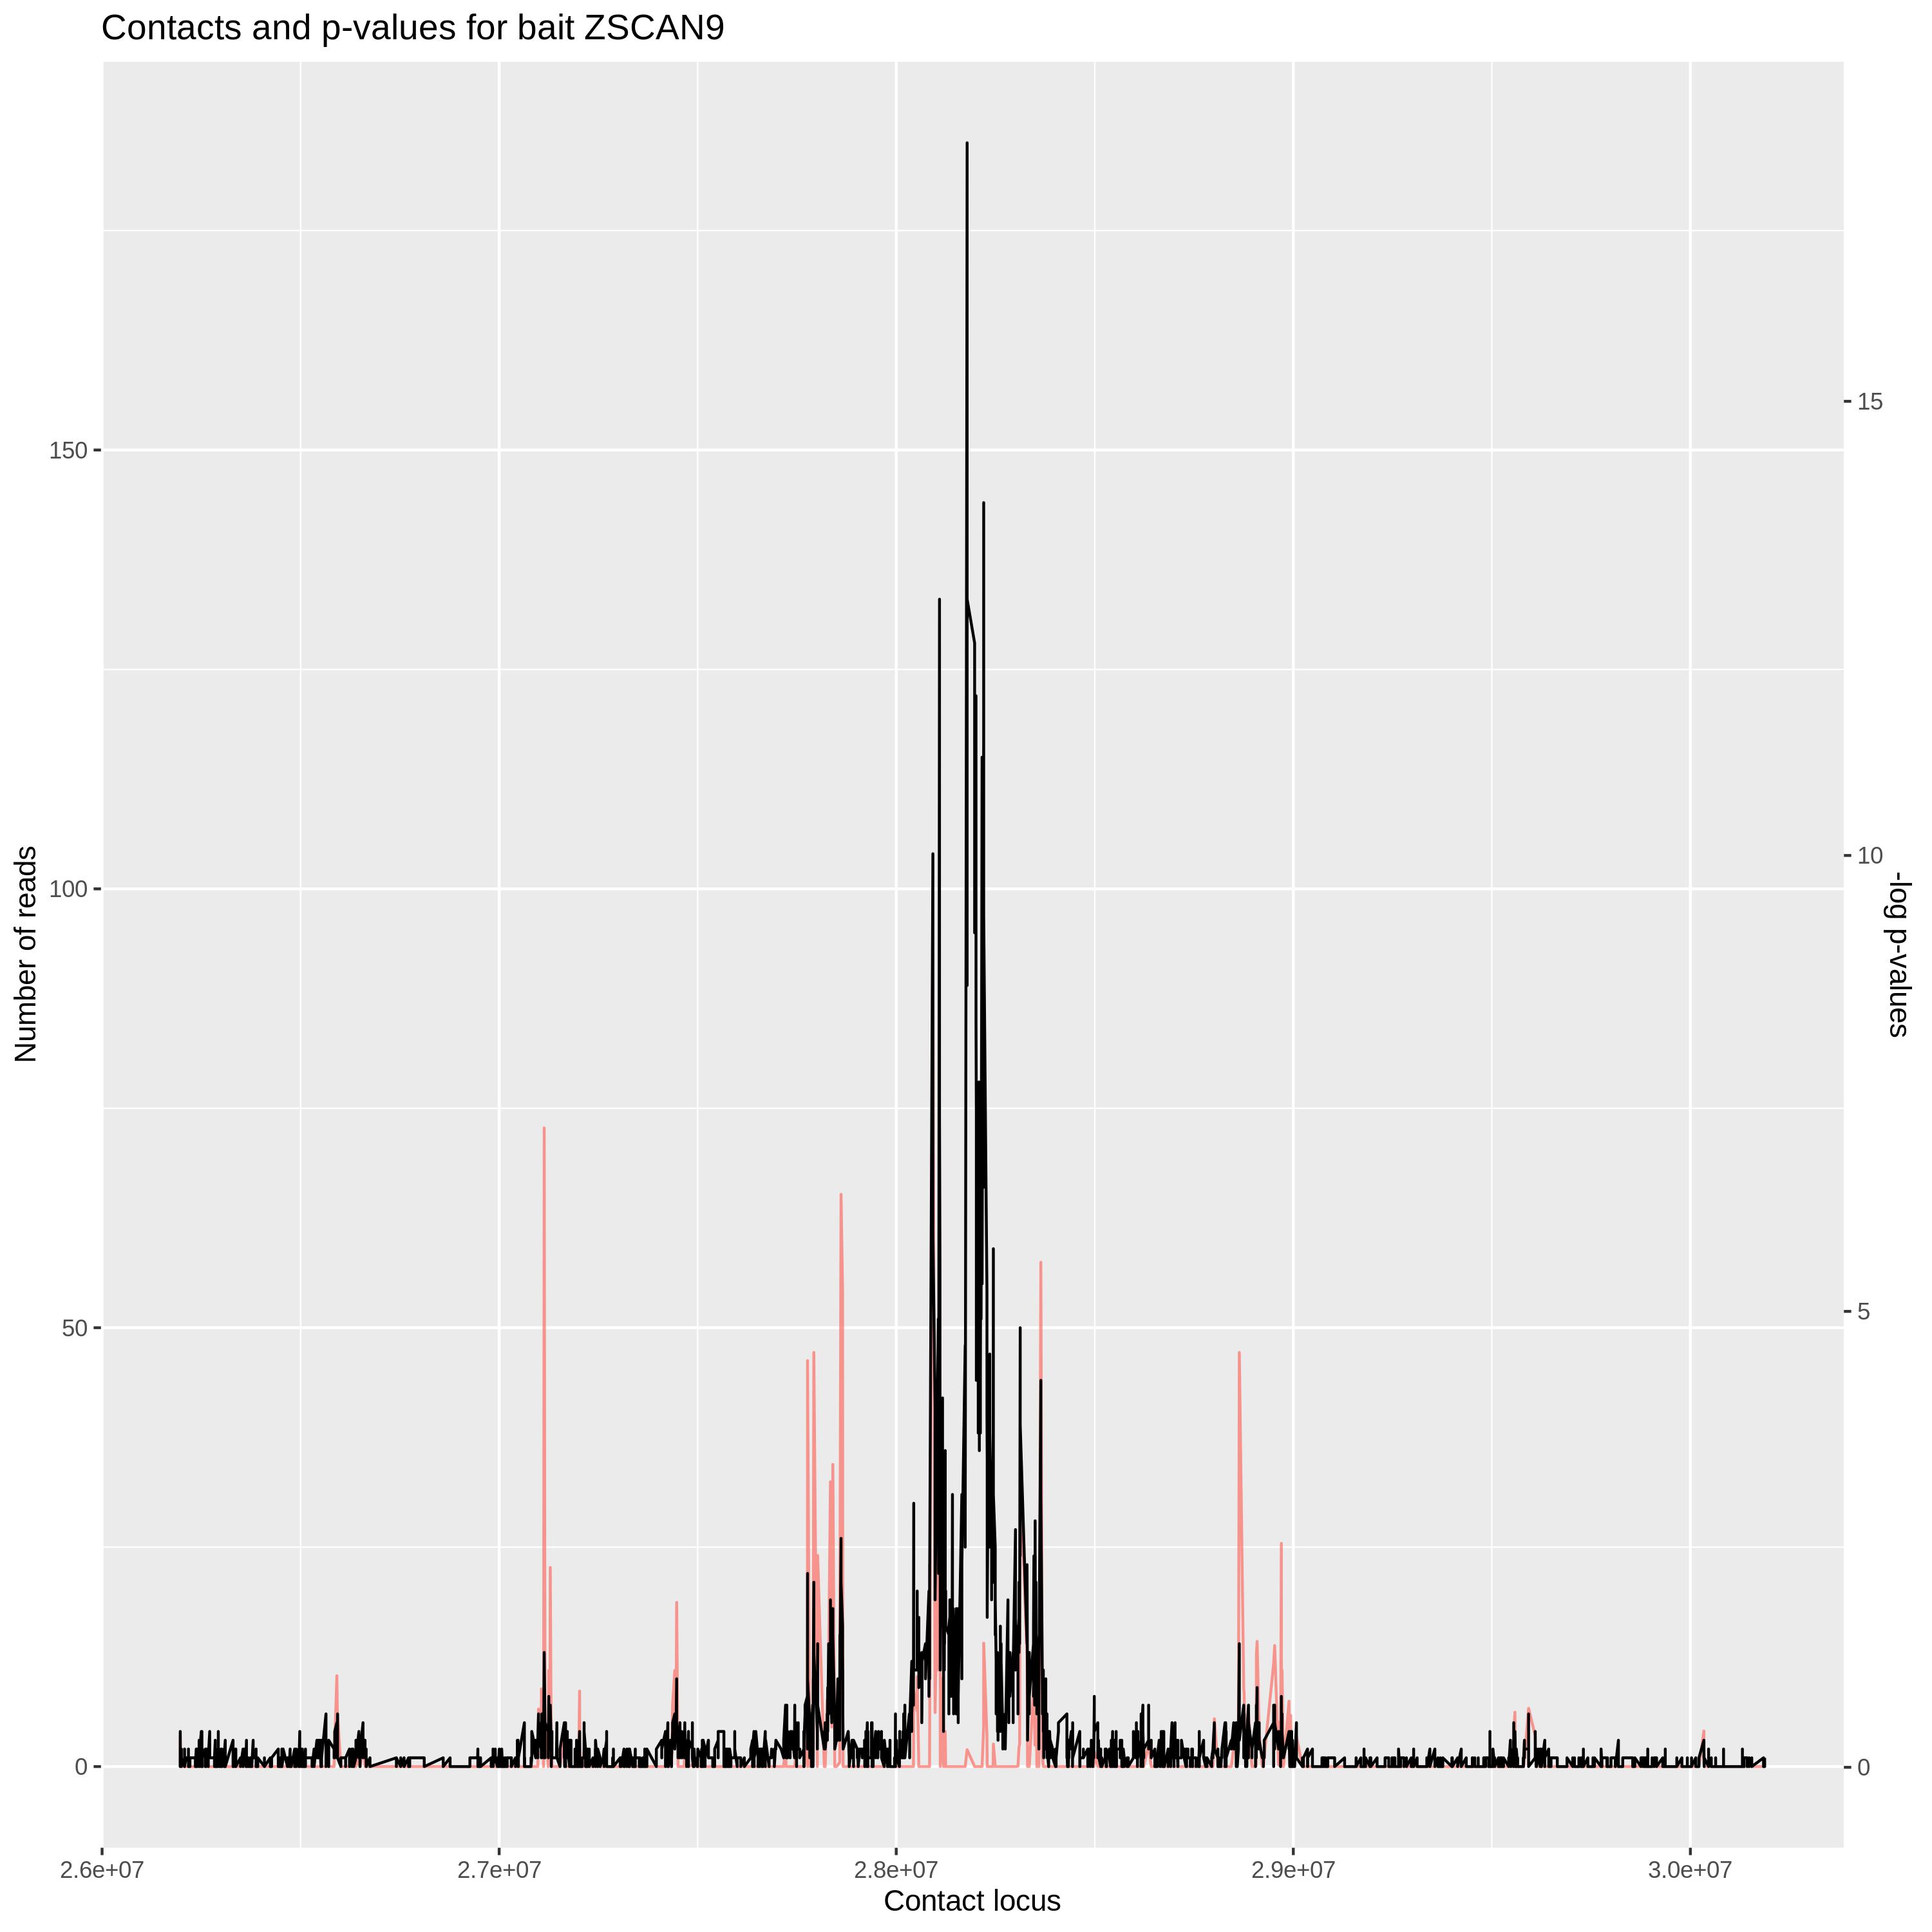 Contacts and p-values for bait ZSCAN9
Number of reads
150
100
50
0
15
10
5
0
-log p-values
2.6e+07
2.7e+07
2.8e+07
2.9e+07
3.0e+07
Contact locus